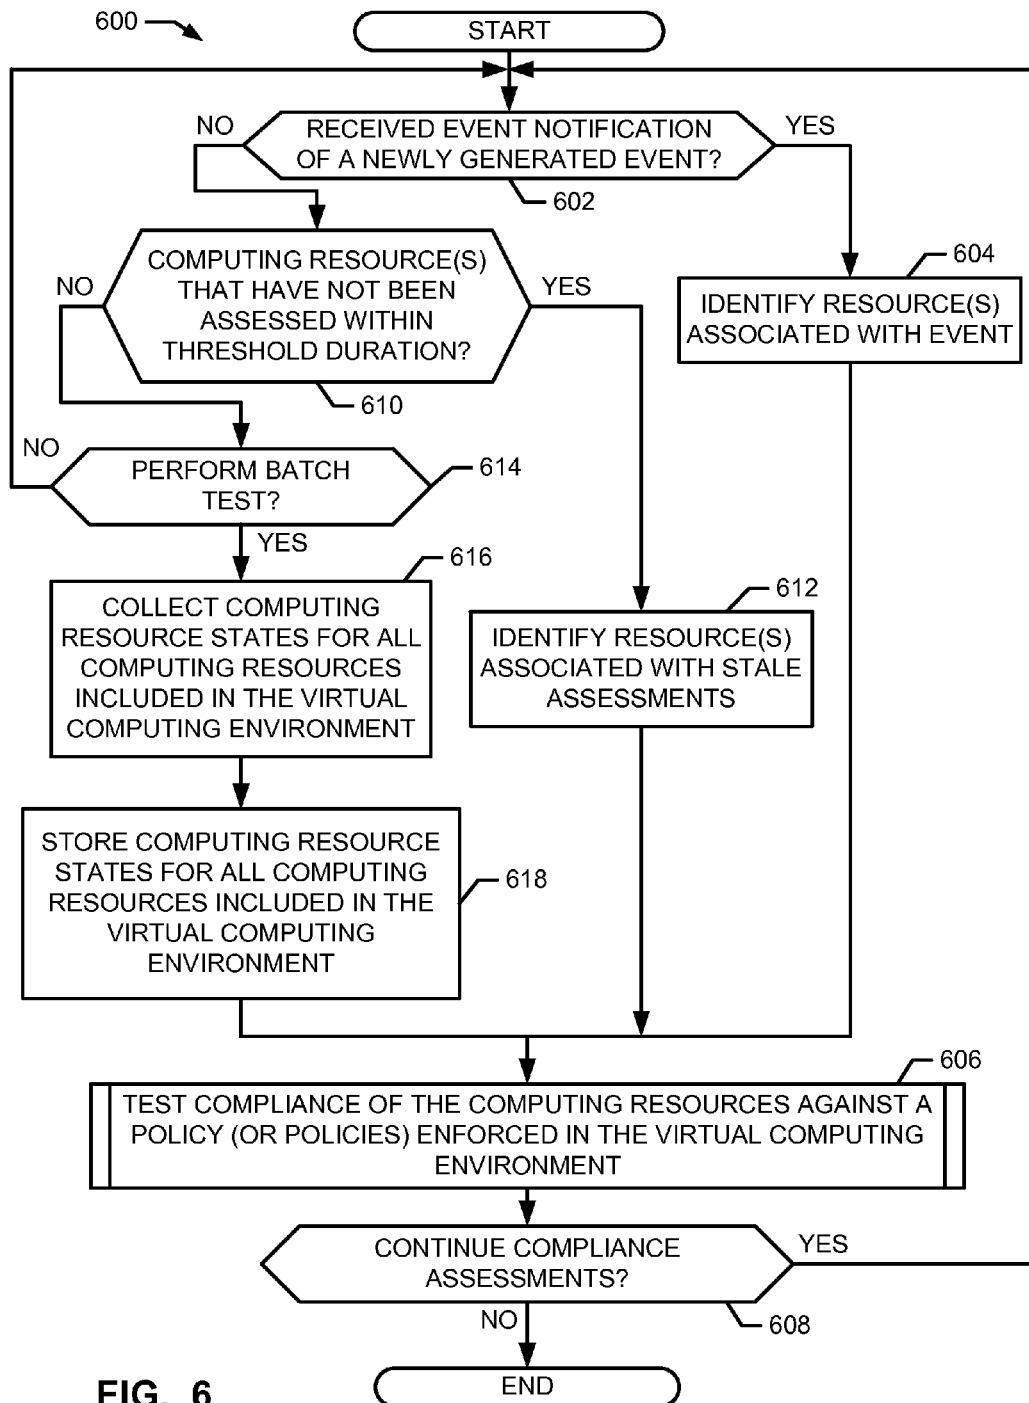 600
START
NO
RECEIVED EVENT NOTIFICATION
OF A NEWLY GENERATED EVENT?
YES
602
NO
COMPUTING RESOURCE(S)
THAT HAVE NOT BEEN
ASSESSED WITHIN
THRESHOLD DURATION?
YES
610
604
IDENTIFY RESOURCE(S)
ASSOCIATED WITH EVENT
NO
PERFORM BATCH
TEST?
614
YES
616
COLLECT COMPUTING
RESOURCE STATES FOR ALL
COMPUTING RESOURCES
INCLUDED IN THE VIRTUAL
COMPUTING ENVIRONMENT
612
IDENTIFY RESOURCE(S)
ASSOCIATED WITH STALE
ASSESSMENTS
STORE COMPUTING RESOURCE
STATES FOR ALL COMPUTING
RESOURCES INCLUDED IN THE
VIRTUAL COMPUTING
ENVIRONMENT
618
606
TEST COMPLIANCE OF THE COMPUTING RESOURCES AGAINST A
POLICY (OR POLICIES) ENFORCED IN THE VIRTUAL COMPUTING
ENVIRONMENT
CONTINUE COMPLIANCE
ASSESSMENTS?
YES
608
NO
END
FIG. 6